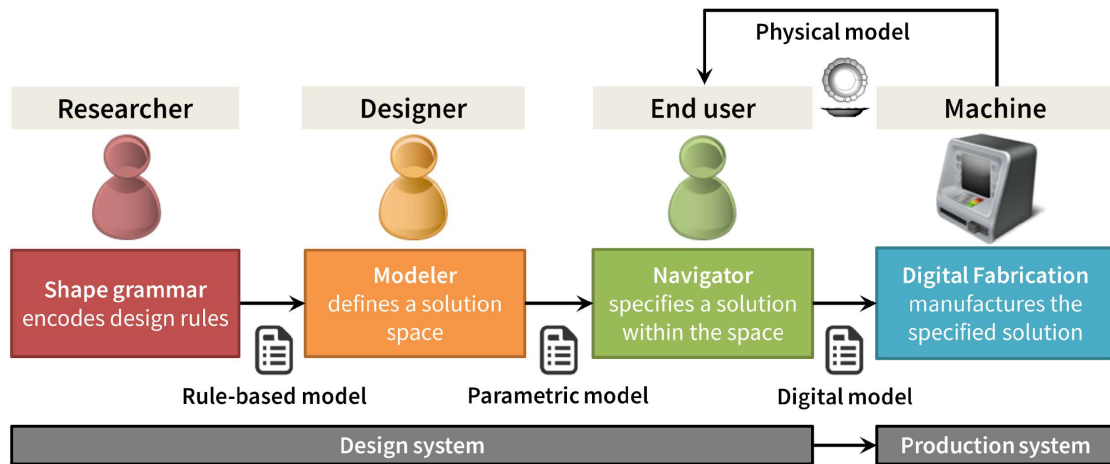 Physical model
Researcher
Designer
End user
Machine
Shape grammar
encodes design rules
Modeler
defines a solution
space
Navigator
specifies a solution
within the space
Digital Fabrication
manufactures the
specified solution
Rule-based model
Parametric model
Digital model
Design system
Production system